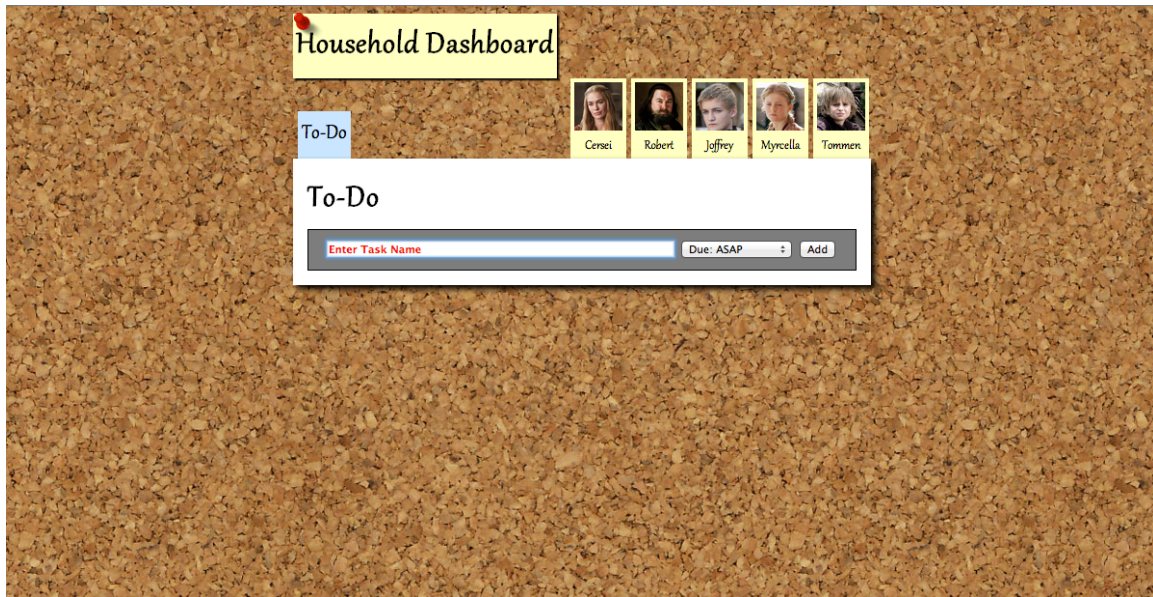 Household Dashboard
To-Do
Cersei Robert Joffrey Myrcella Tommen
To-Do
Enter Task Name Due: ASAP Add